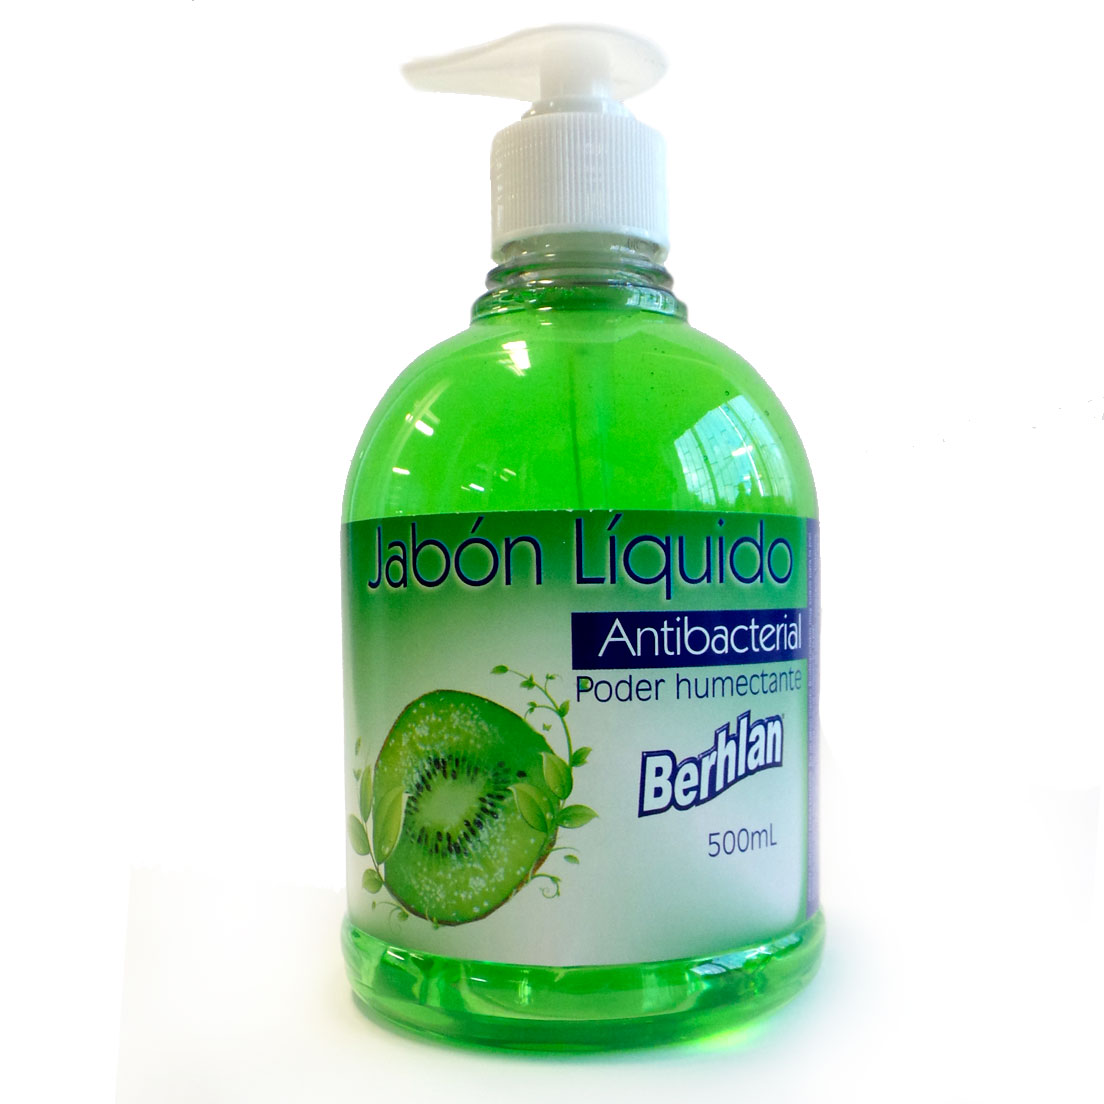 Jabón Líquido
Antibacterial
Poder humectante
Berhlan
500mL